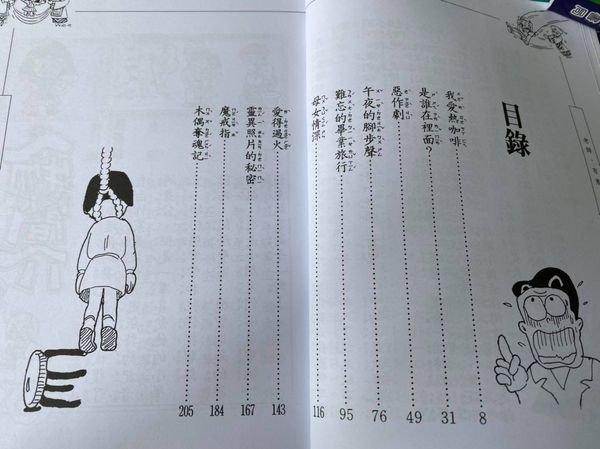 目錄
我愛熱咖啡 8
是誰在裡面? 31
惡作劇 49
午夜的腳步聲 76
難忘的畢業旅行 95
母女情深 116
愛得過火 143
靈異照片的秘密 167
魔戒指 184
木偶奪魂記 205